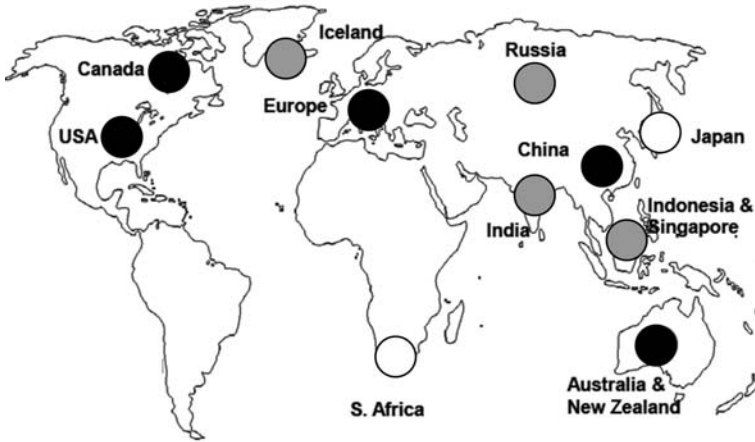 Iceland
Canada
Russia
Europe
USA
Japan
China
Indonesia &
Singapore
India
Australia &
New Zealand
S. Africa